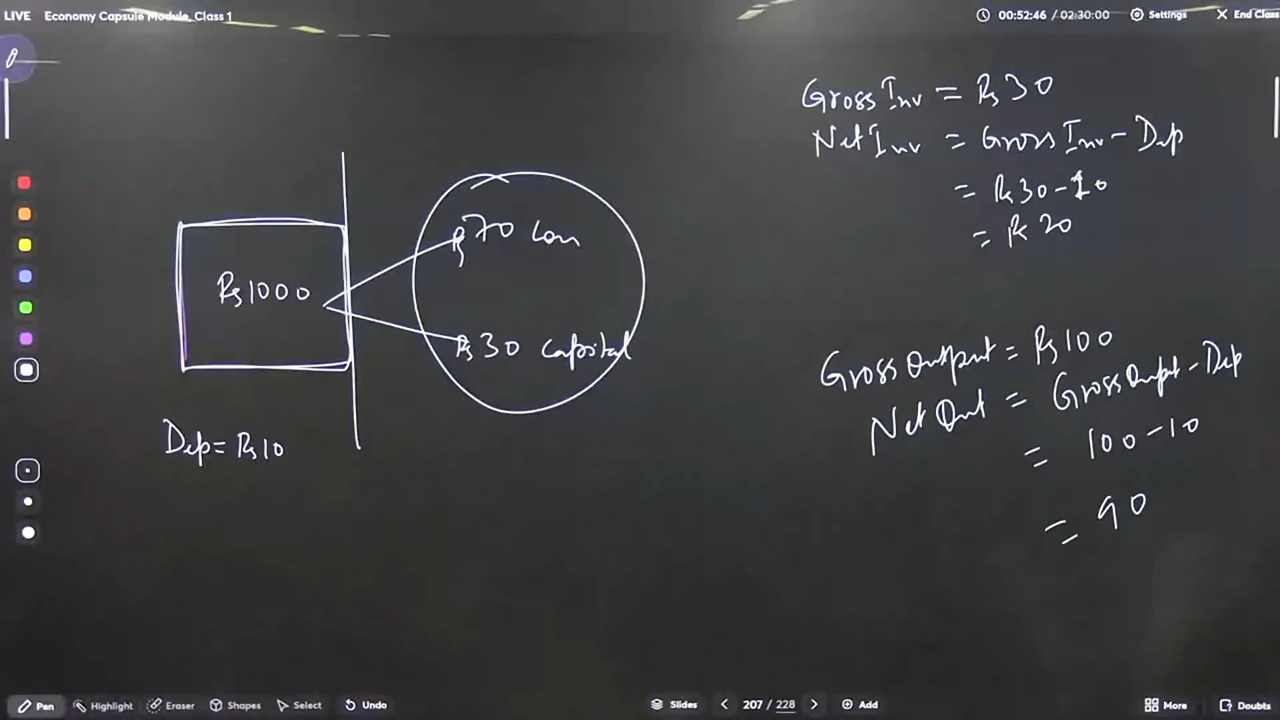 LIVE Economy Capsule Module, Class 1
00:52:46 / 02:30:00 Settings End Class
Gross Inv = Rs 30
Net Inv = Gross Inv - Dep
= Rs 30 - 10
= Rs 20
Rs 1000
Rs 70 Con
Rs 30 capital
Dep = Rs 10
Gross Output = Rs 100
Net Out = Gross Output - Dep
= 100 - 10
= 90
Pen Highlight Eraser Shapes Select Undo Slides 207 / 228 Add More Doubts